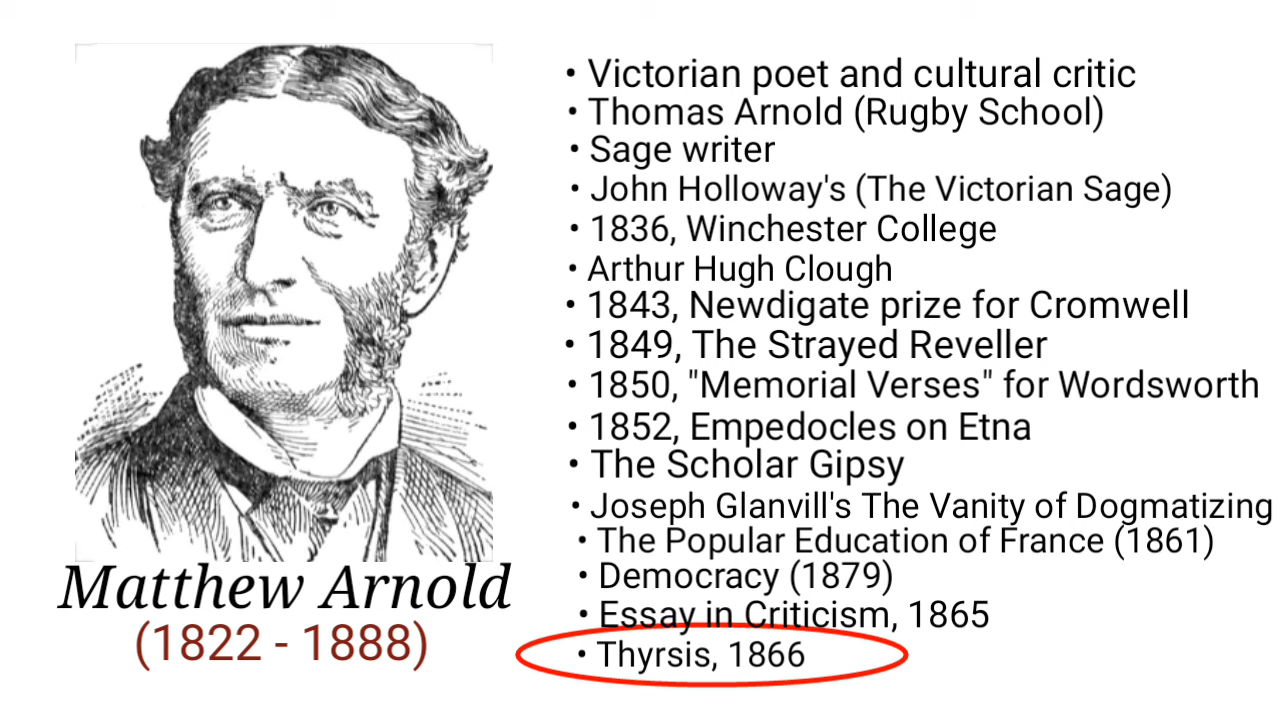 • Victorian poet and cultural critic
• Thomas Arnold (Rugby School)
• Sage writer
• John Holloway's (The Victorian Sage)
• 1836, Winchester College
• Arthur Hugh Clough
• 1843, Newdigate prize for Cromwell
• 1849, The Strayed Reveller
• 1850, "Memorial Verses" for Wordsworth
• 1852, Empedocles on Etna
• The Scholar Gipsy
• Joseph Glanvill's The Vanity of Dogmatizing
• The Popular Education of France (1861)
• Democracy (1879)
• Essay in Criticism, 1865
• Thyrsis, 1866
Matthew Arnold
(1822 - 1888)